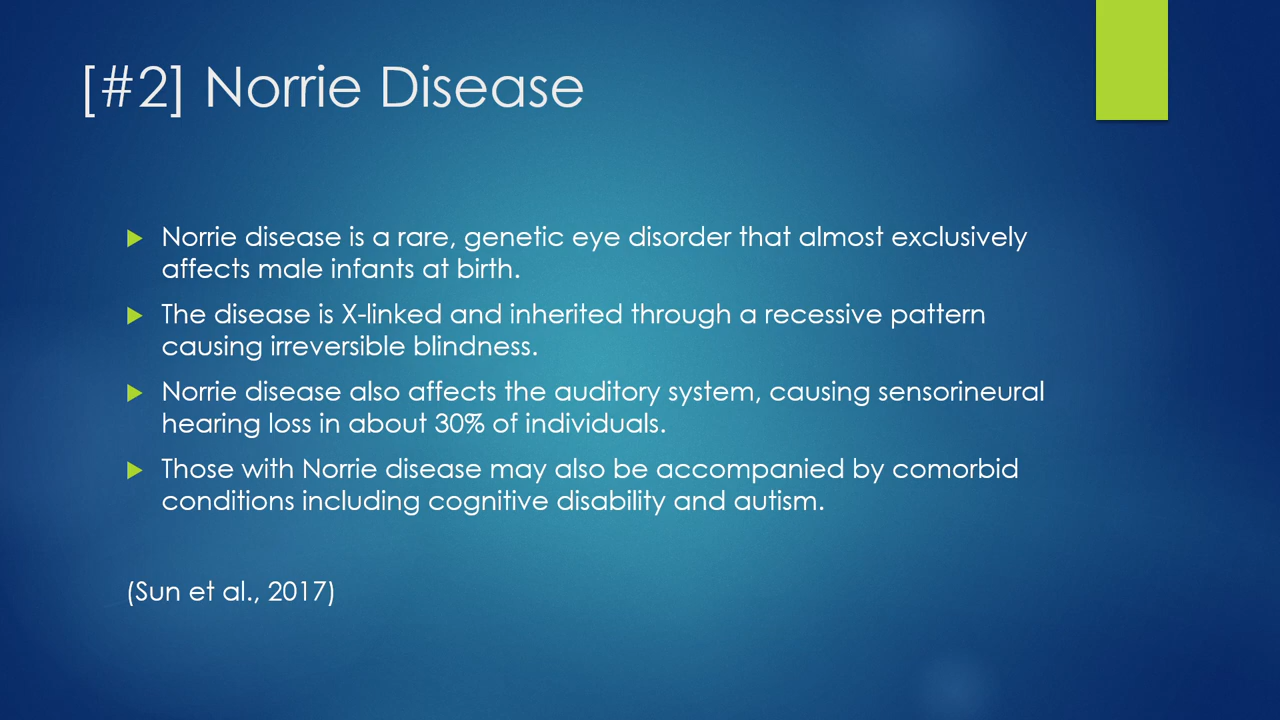 [#2] Norrie Disease
Norrie disease is a rare, genetic eye disorder that almost exclusively
affects male infants at birth.
The disease is X-linked and inherited through a recessive pattern
causing irreversible blindness.
Norrie disease also affects the auditory system, causing sensorineural
hearing loss in about 30% of individuals.
Those with Norrie disease may also be accompanied by comorbid
conditions including cognitive disability and autism.
(Sun et al., 2017)